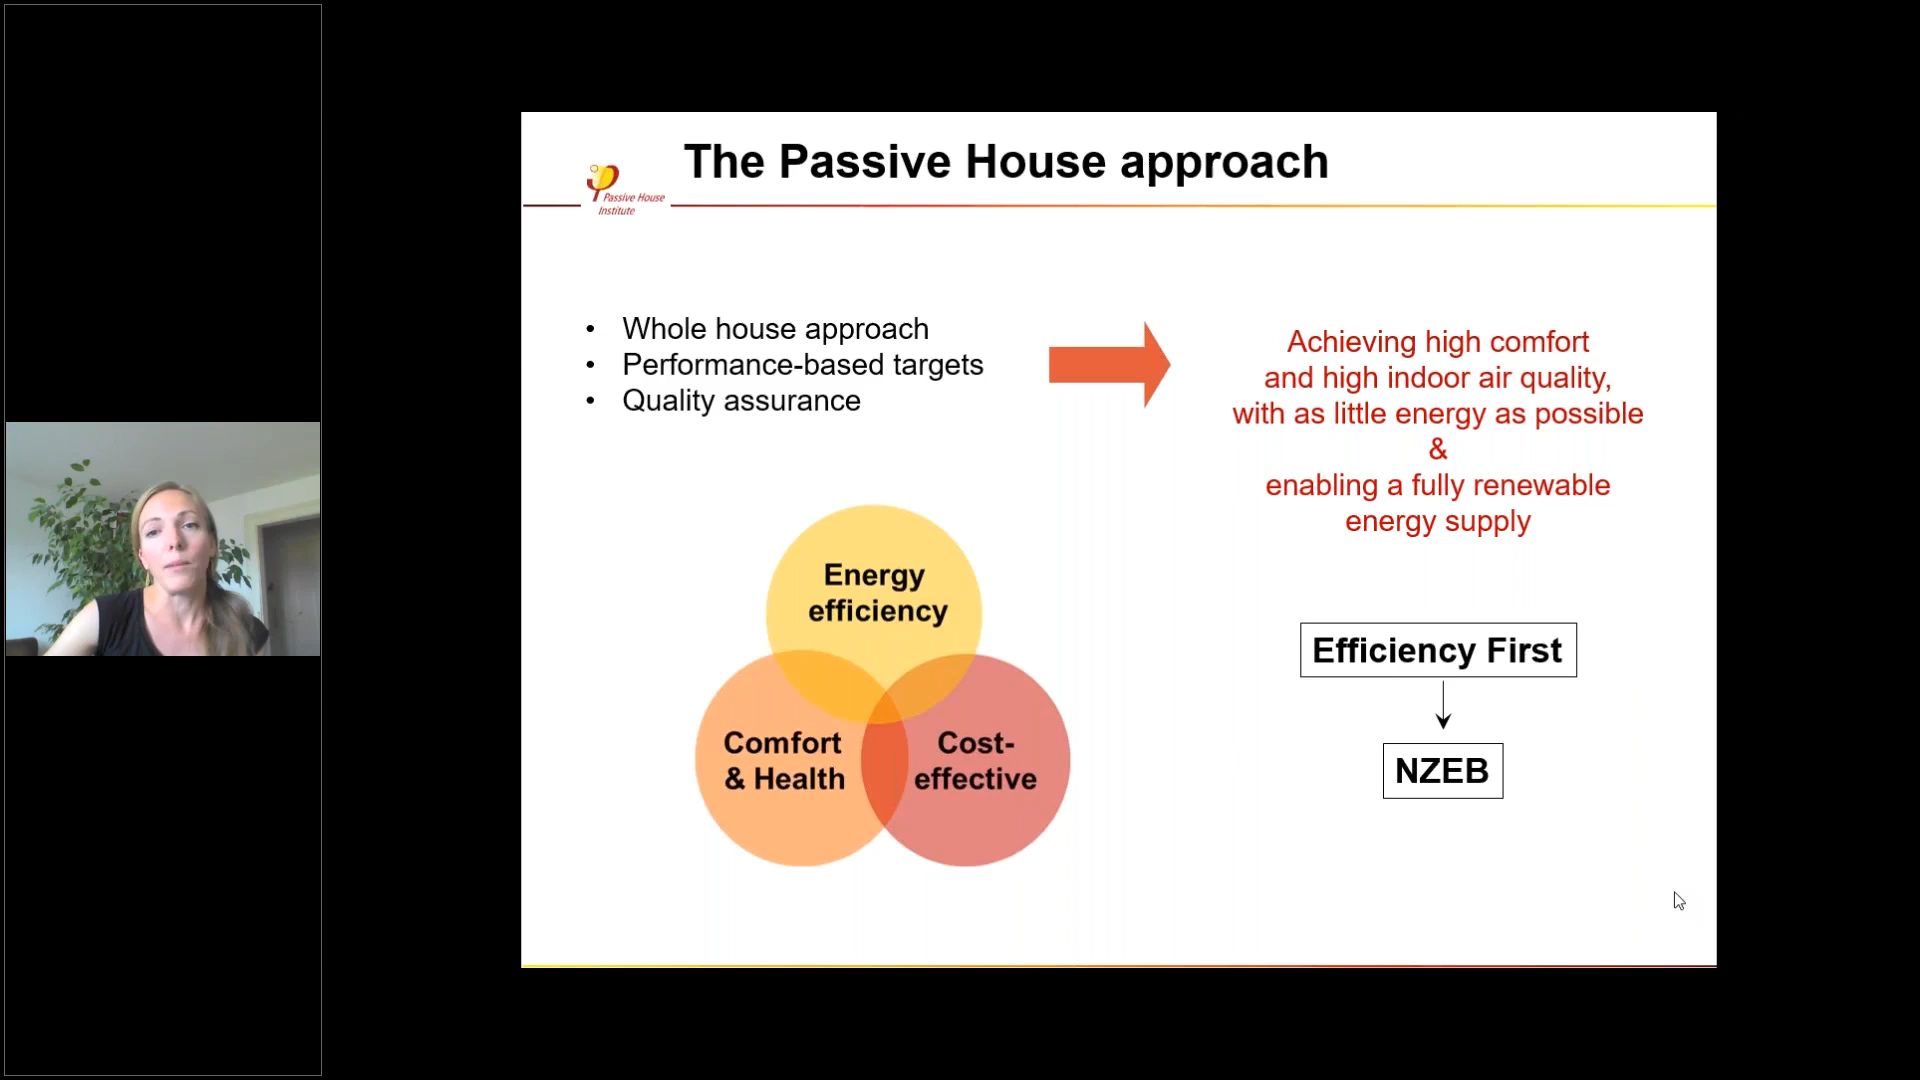 The Passive House approach
Passive House
Institute
• Whole house approach
• Performance-based targets
• Quality assurance
Achieving high comfort
and high indoor air quality,
with as little energy as possible
&
enabling a fully renewable
energy supply
Energy
efficiency
Comfort
& Health
Cost-
effective
Efficiency First
NZEB